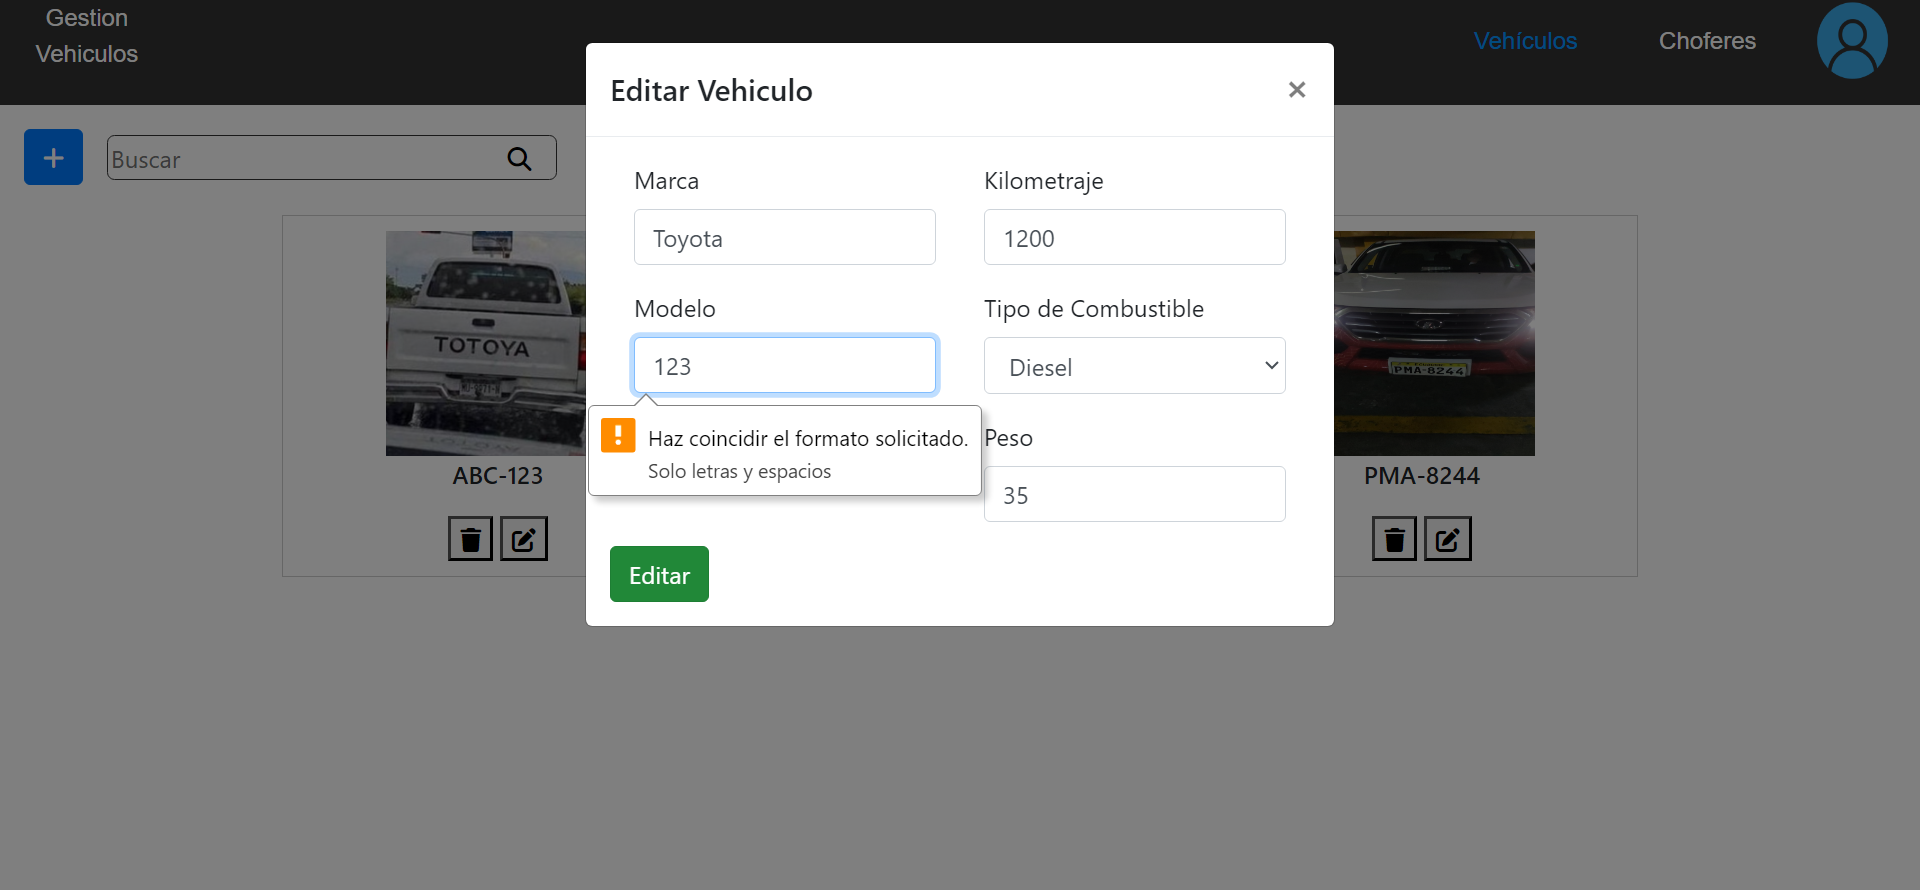 Gestion
Vehiculos
Vehículos
Choferes
Editar Vehiculo
×
Buscar
Marca
Kilometraje
Toyota
1200
Modelo
Tipo de Combustible
123
Diesel
Haz coincidir el formato solicitado.
Solo letras y espacios
Peso
35
Editar
TOTOYA
ABC-123
PMA-8244
PMA-8244